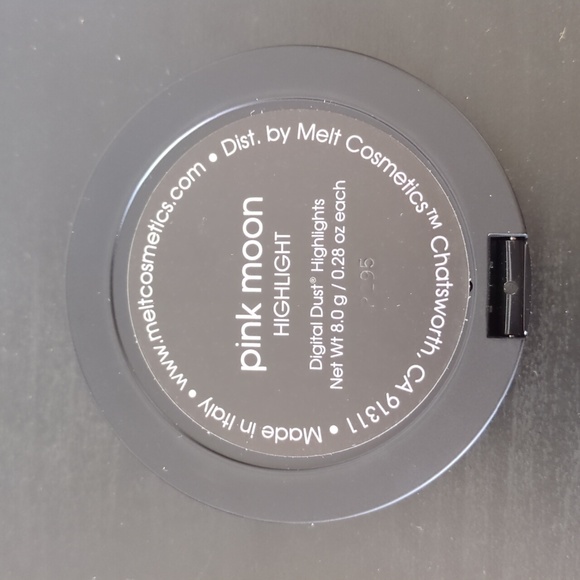 pink moon
HIGHLIGHT
Digital Dust® Highlights
Net Wt 8.0 g / 0.28 oz each
• www.meltcosmetics.com • Dist. by Melt Cosmetics™ Chatsworth, CA 91311 • Made in Italy